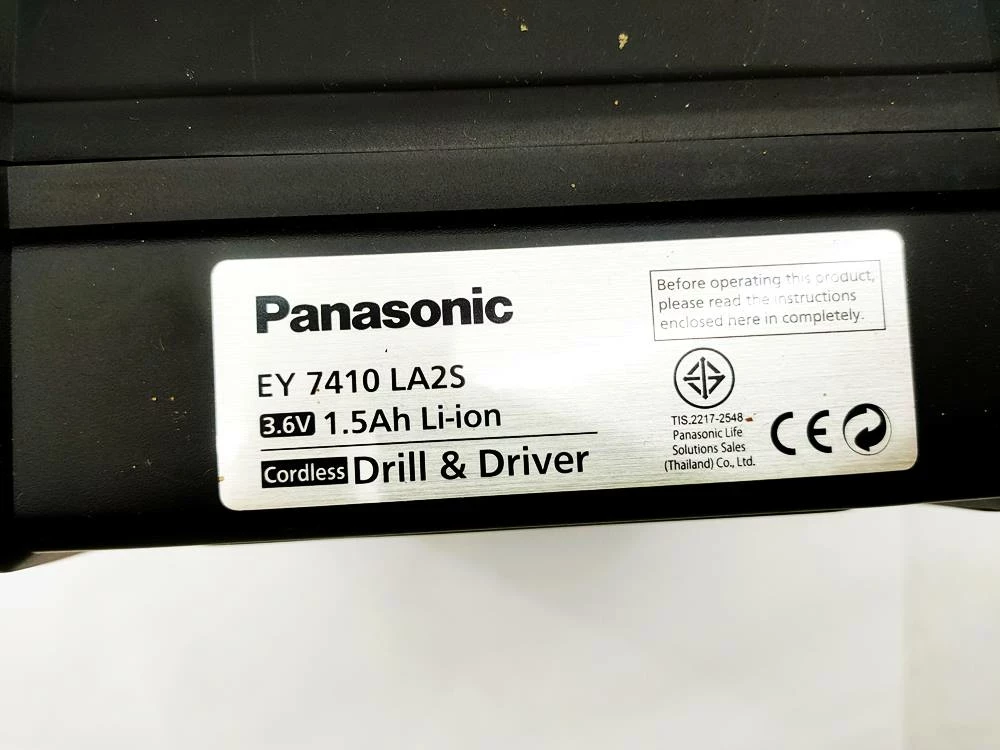 Panasonic
EY 7410 LA2S
3.6V 1.5Ah Li-ion
Cordless Drill & Driver
Before operating this product,
please read the instructions
enclosed here in completely.
TIS.2217-2548
Panasonic Life
Solutions Sales
(Thailand) Co., Ltd.
CE